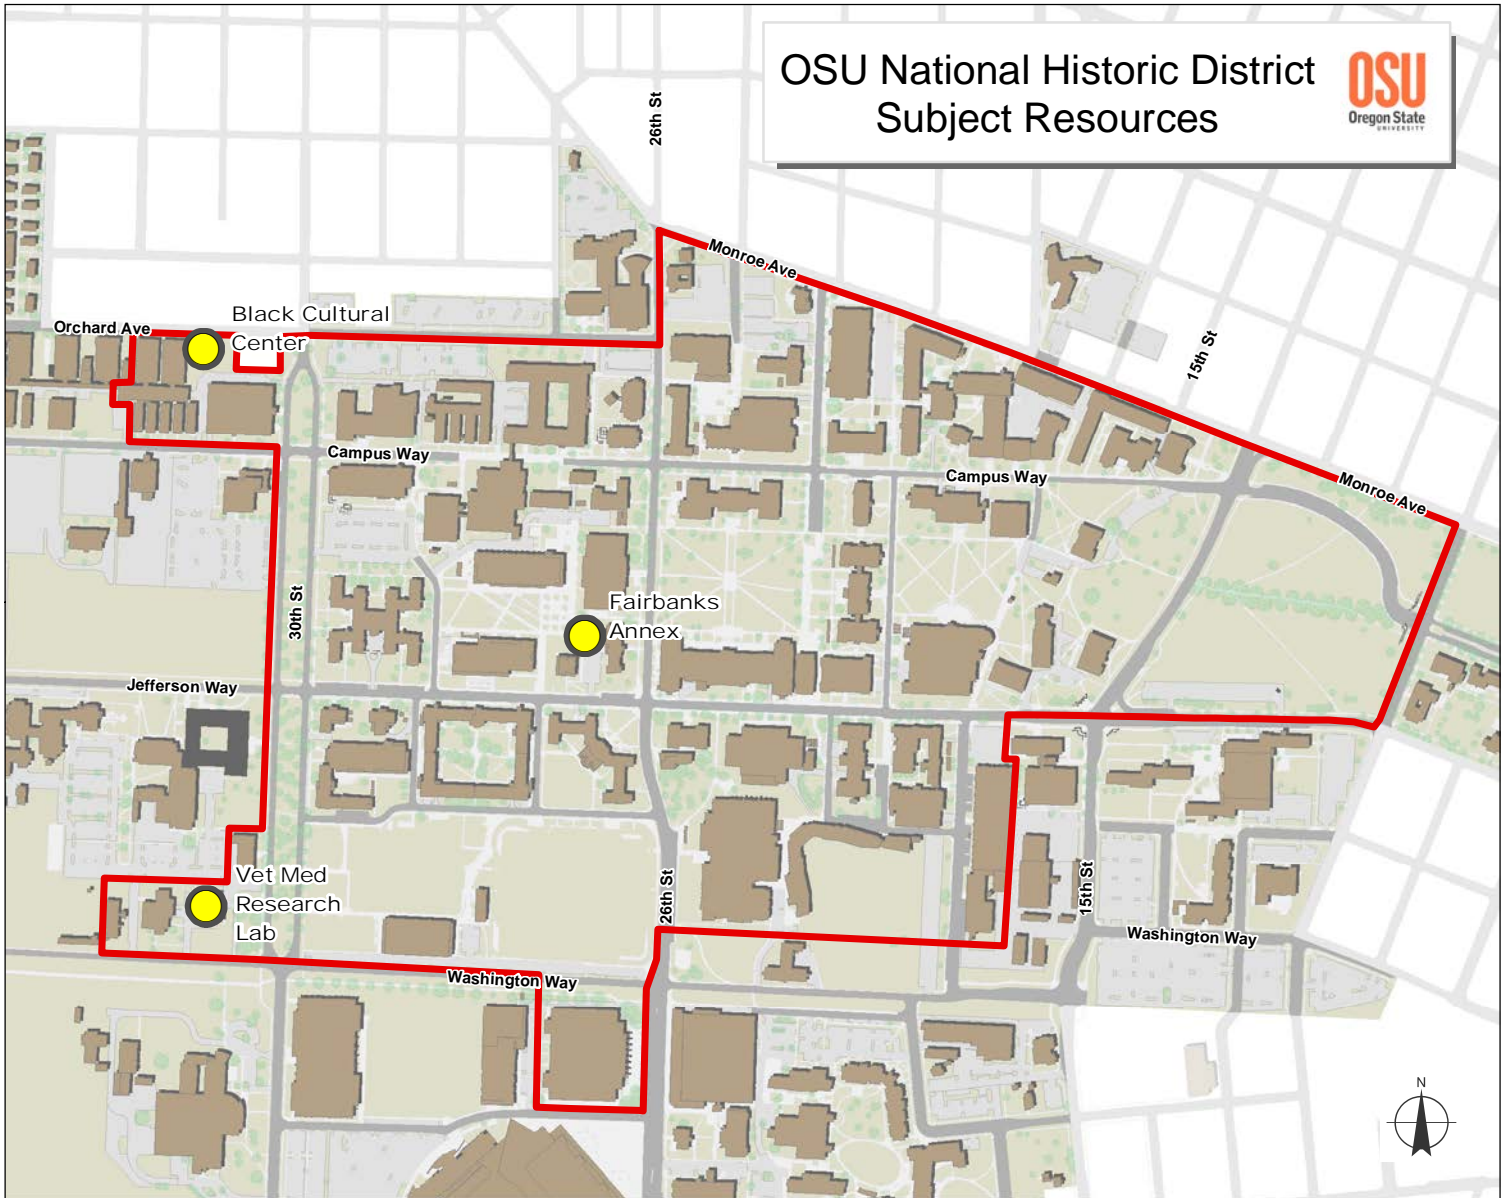 OSU National Historic District
Subject Resources
OSU
Oregon State
UNIVERSITY
26th St
Monroe Ave
Black Cultural
Center
Orchard Ave
15th St
Campus Way
Campus Way
Monroe Ave
30th St
Fairbanks
Annex
Jefferson Way
Vet Med
Research
Lab
26th St
15th St
Washington Way
Washington Way
N